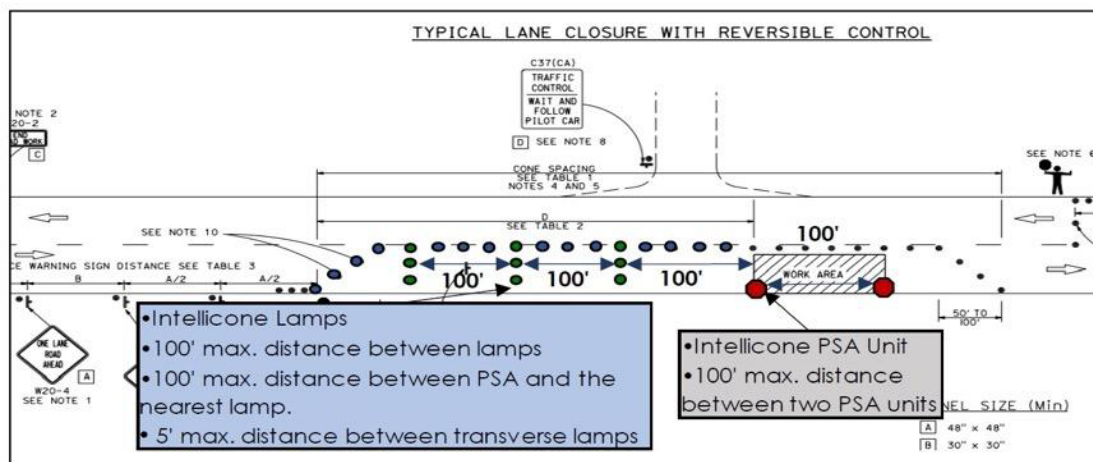 TYPICAL LANE CLOSURE WITH REVERSIBLE CONTROL
C37(CA)
TRAFFIC
CONTROL
WAIT AND
FOLLOW
PILOT CAR
D SEE NOTE 8
NOTE 2
20-2
END
WORK
C
CONE SPACING
SEE TABLE 1
NOTES 4 AND 5
SEE NOTE 6
D
SEE TABLE 2
SEE NOTE 10
100'
CE WARNING SIGN DISTANCE SEE TABLE 3
100'
100'
100'
WORK AREA
B
A/2
A/2
50' TO
100'
ONE LANE
ROAD
AHEAD
A
W20-4
SEE NOTE 1
•Intellicone Lamps
•100' max. distance between lamps
•100' max. distance between PSA and the
nearest lamp.
• 5' max. distance between transverse lamps
•Intellicone PSA Unit
•100' max. distance
between two PSA units
NEL SIZE (Min)
A 48" x 48"
B 30" x 30"